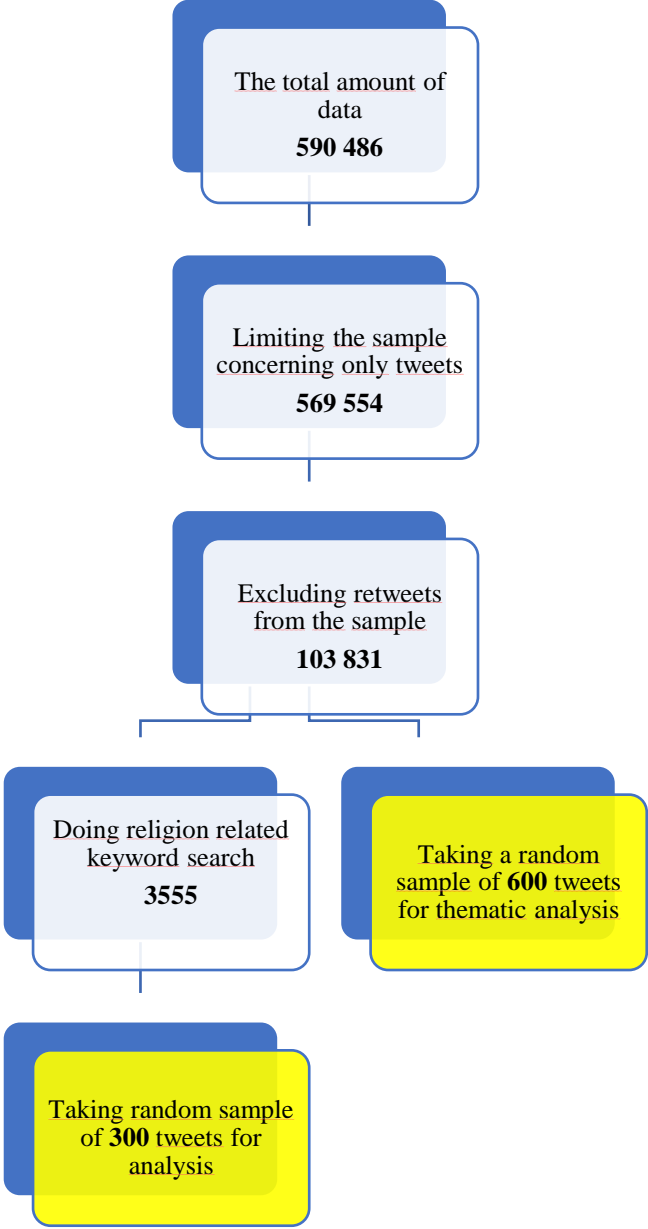 The total amount of
data
590 486
Limiting the sample
concerning only tweets
569 554
Excluding retweets
from the sample
103 831
Doing religion related
keyword search
3555
Taking a random
sample of 600 tweets
for thematic analysis
Taking random sample
of 300 tweets for
analysis